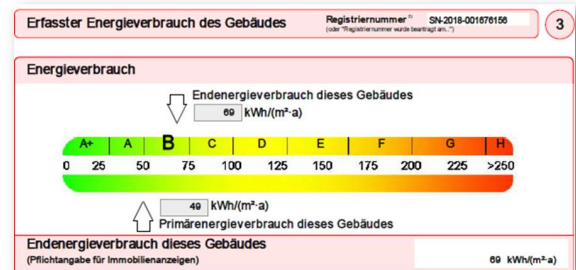 Erfasster Energieverbrauch des Gebäudes
Registriernummer ²⁾ SN-2018-001676156
(oder "Registriernummer wurde beantragt am..")
3
Energieverbrauch
Endenergieverbrauch dieses Gebäudes
69 kWh/(m²·a)
A+ A B C D E F G H
0 25 50 75 100 125 150 175 200 225 >250
49 kWh/(m²·a)
Primärenergieverbrauch dieses Gebäudes
Endenergieverbrauch dieses Gebäudes
(Pflichtangabe für Immobilienanzeigen)
69 kWh/(m²·a)